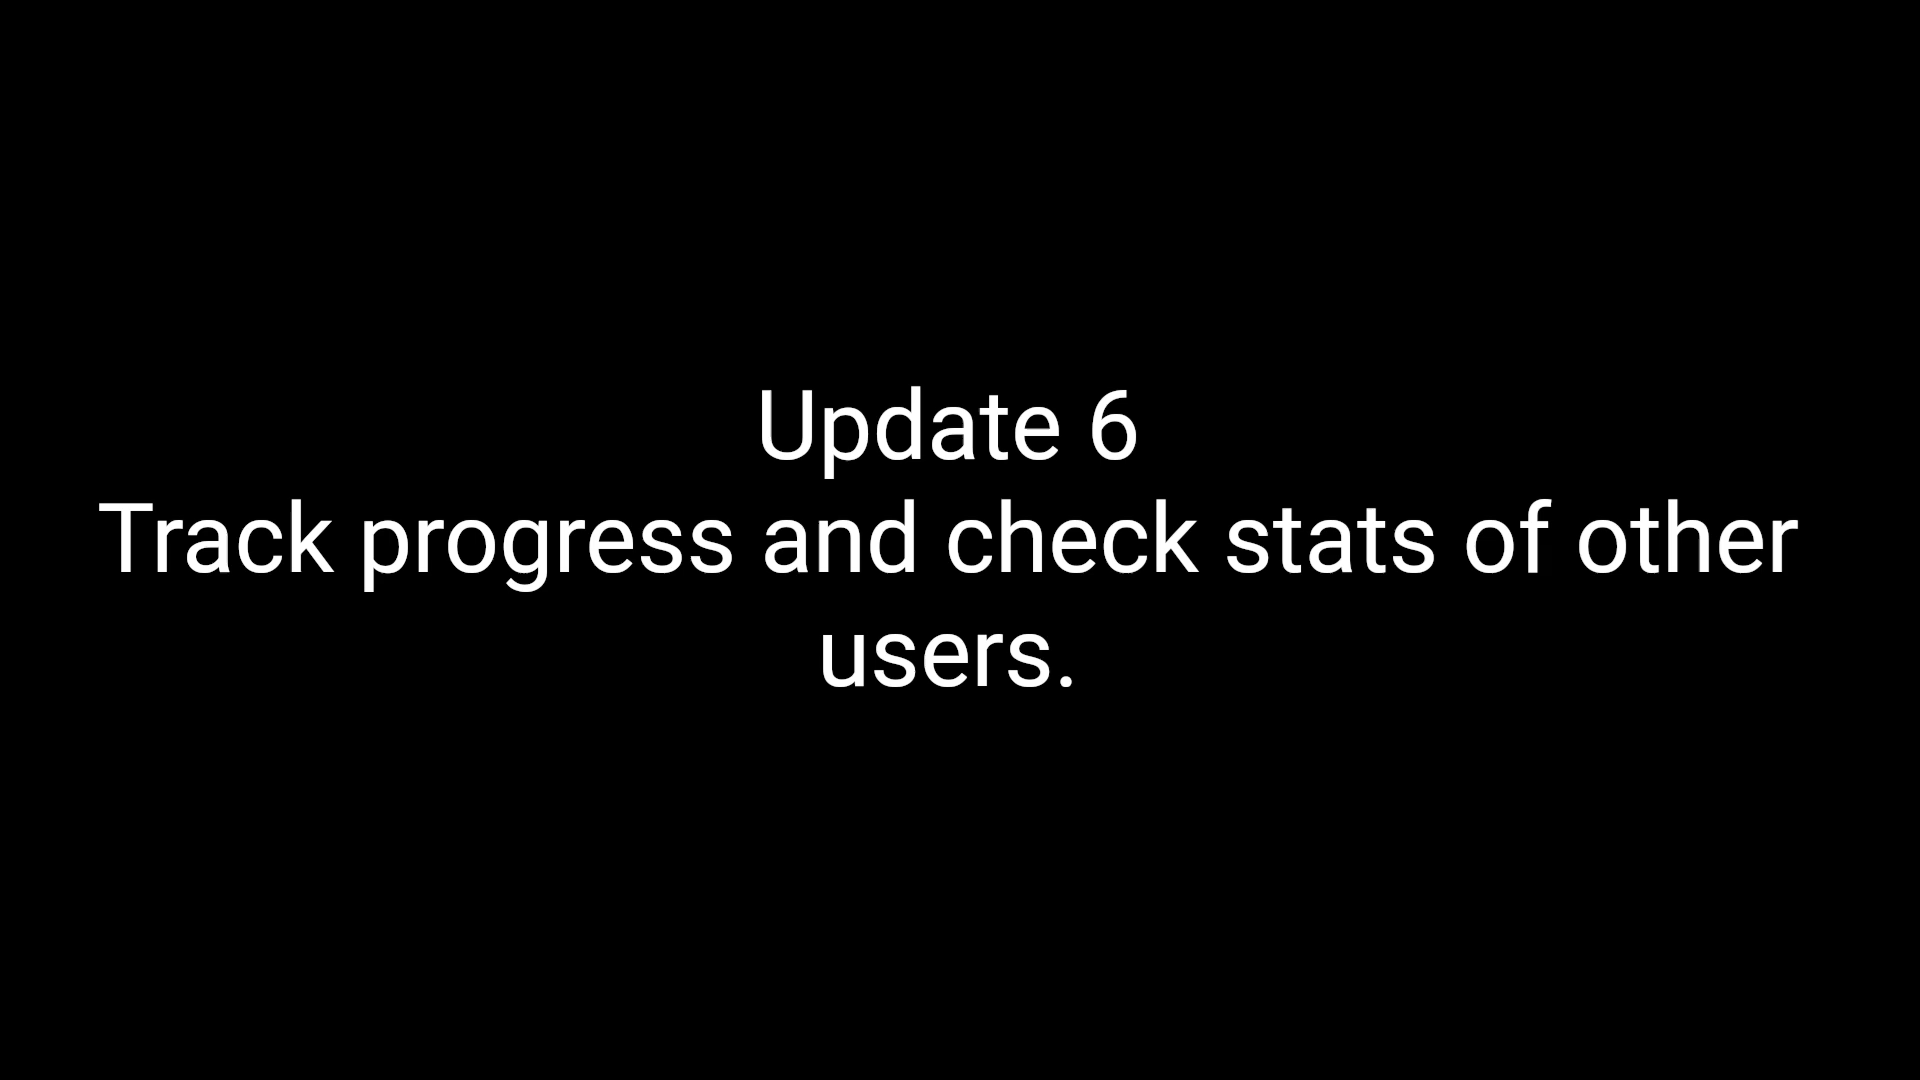 Update 6
Track progress and check stats of other
users.